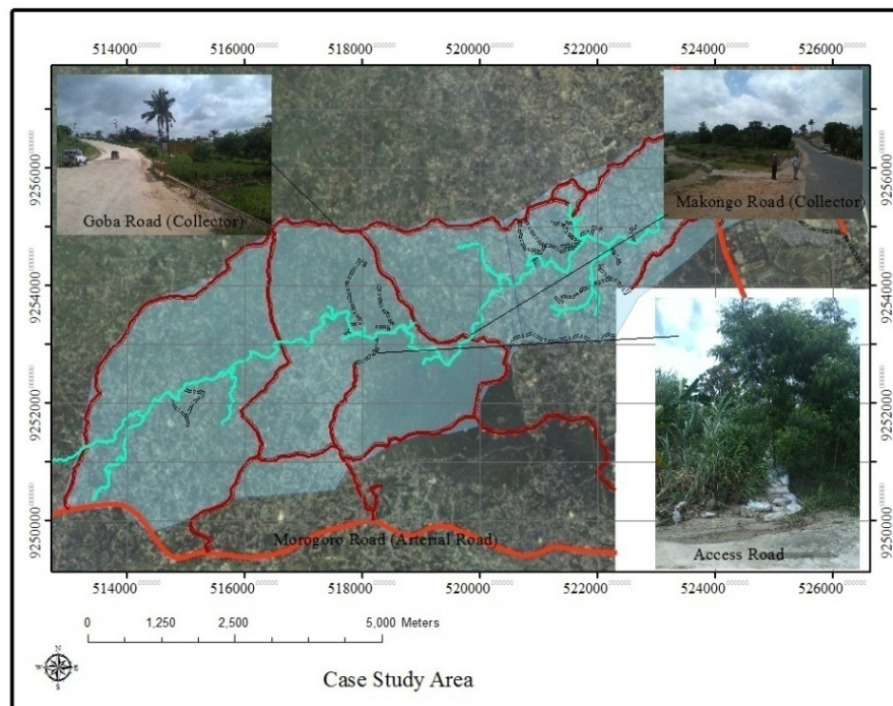 514000 516000 518000 520000 522000 524000 526000
Goba Road (Collector)
Makongo Road (Collector)
9256000 9256000
9254000 9254000
9252000 9252000
9250000 9250000
Access Road
Morogoro Road (Arterial Road)
514000 516000 518000 520000 522000 524000 526000
0 1,250 2,500 5,000 Meters
N
W E
S
Case Study Area